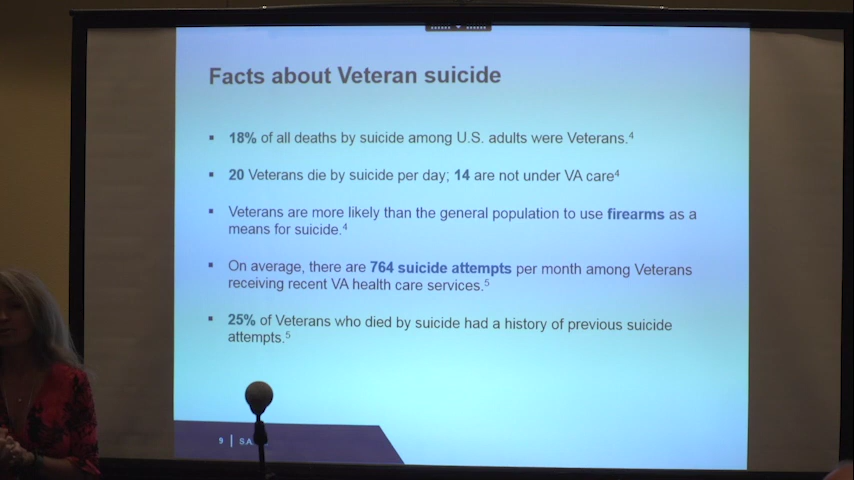 Facts about Veteran suicide
▪ 18% of all deaths by suicide among U.S. adults were Veterans.⁴
▪ 20 Veterans die by suicide per day; 14 are not under VA care⁴
▪ Veterans are more likely than the general population to use firearms as a
means for suicide.⁴
▪ On average, there are 764 suicide attempts per month among Veterans
receiving recent VA health care services.⁵
▪ 25% of Veterans who died by suicide had a history of previous suicide
attempts.⁵
9 |